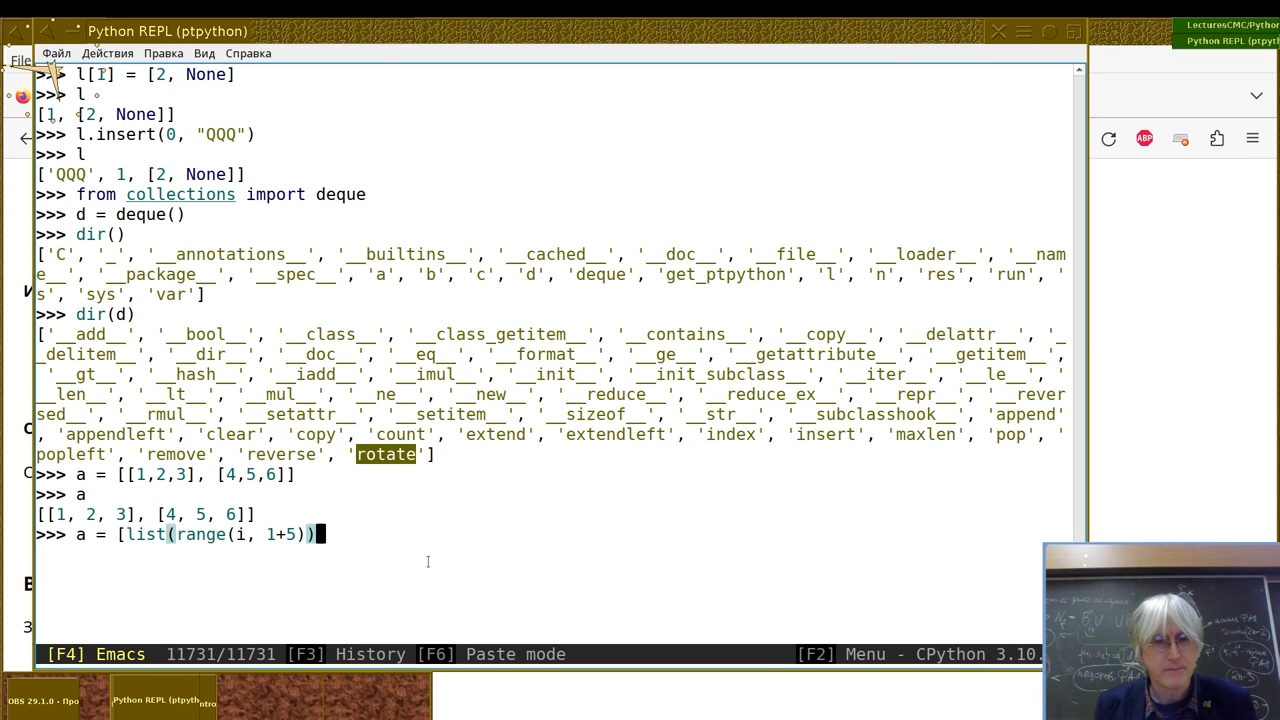 Python REPL (ptpython)
LecturesCMC/Pytho
Python REPL (ptpyt
File
Файл Действия Правка Вид Справка
>>> l[1] = [2, None]
>>> l
[1, [2, None]]
>>> l.insert(0, "QQQ")
>>> l
['QQQ', 1, [2, None]]
>>> from collections import deque
>>> d = deque()
>>> dir()
['C', '_', '__annotations__', '__builtins__', '__cached__', '__doc__', '__file__', '__loader__', '__nam
e__', '__package__', '__spec__', 'a', 'b', 'c', 'd', 'deque', 'get_ptpython', 'l', 'n', 'res', 'run', '
s', 'sys', 'var']
>>> dir(d)
['__add__', '__bool__', '__class__', '__class_getitem__', '__contains__', '__copy__', '__delattr__', '_
_delitem__', '__dir__', '__doc__', '__eq__', '__format__', '__ge__', '__getattribute__', '__getitem__',
'__gt__', '__hash__', '__iadd__', '__imul__', '__init__', '__init_subclass__', '__iter__', '__le__', '
__len__', '__lt__', '__mul__', '__ne__', '__new__', '__reduce__', '__reduce_ex__', '__repr__', '__rever
sed__', '__rmul__', '__setattr__', '__setitem__', '__sizeof__', '__str__', '__subclasshook__', 'append'
, 'appendleft', 'clear', 'copy', 'count', 'extend', 'extendleft', 'index', 'insert', 'maxlen', 'pop', '
popleft', 'remove', 'reverse', 'rotate']
>>> a = [[1,2,3], [4,5,6]]
>>> a
[[1, 2, 3], [4, 5, 6]]
>>> a = [list(range(i, 1+5))
[F4] Emacs 11731/11731 [F3] History [F6] Paste mode [F2] Menu - CPython 3.10.
ABP
OBS 29.1.0 - Про
Python REPL (ptpyth
ntro